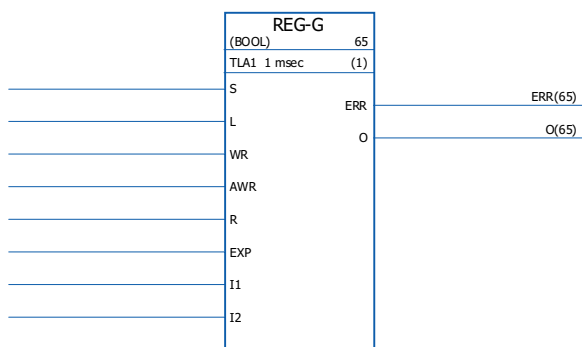 REG-G
(BOOL) 65
TLA1 1 msec (1)
S
ERR ERR(65)
L
O O(65)
WR
AWR
R
EXP
I1
I2